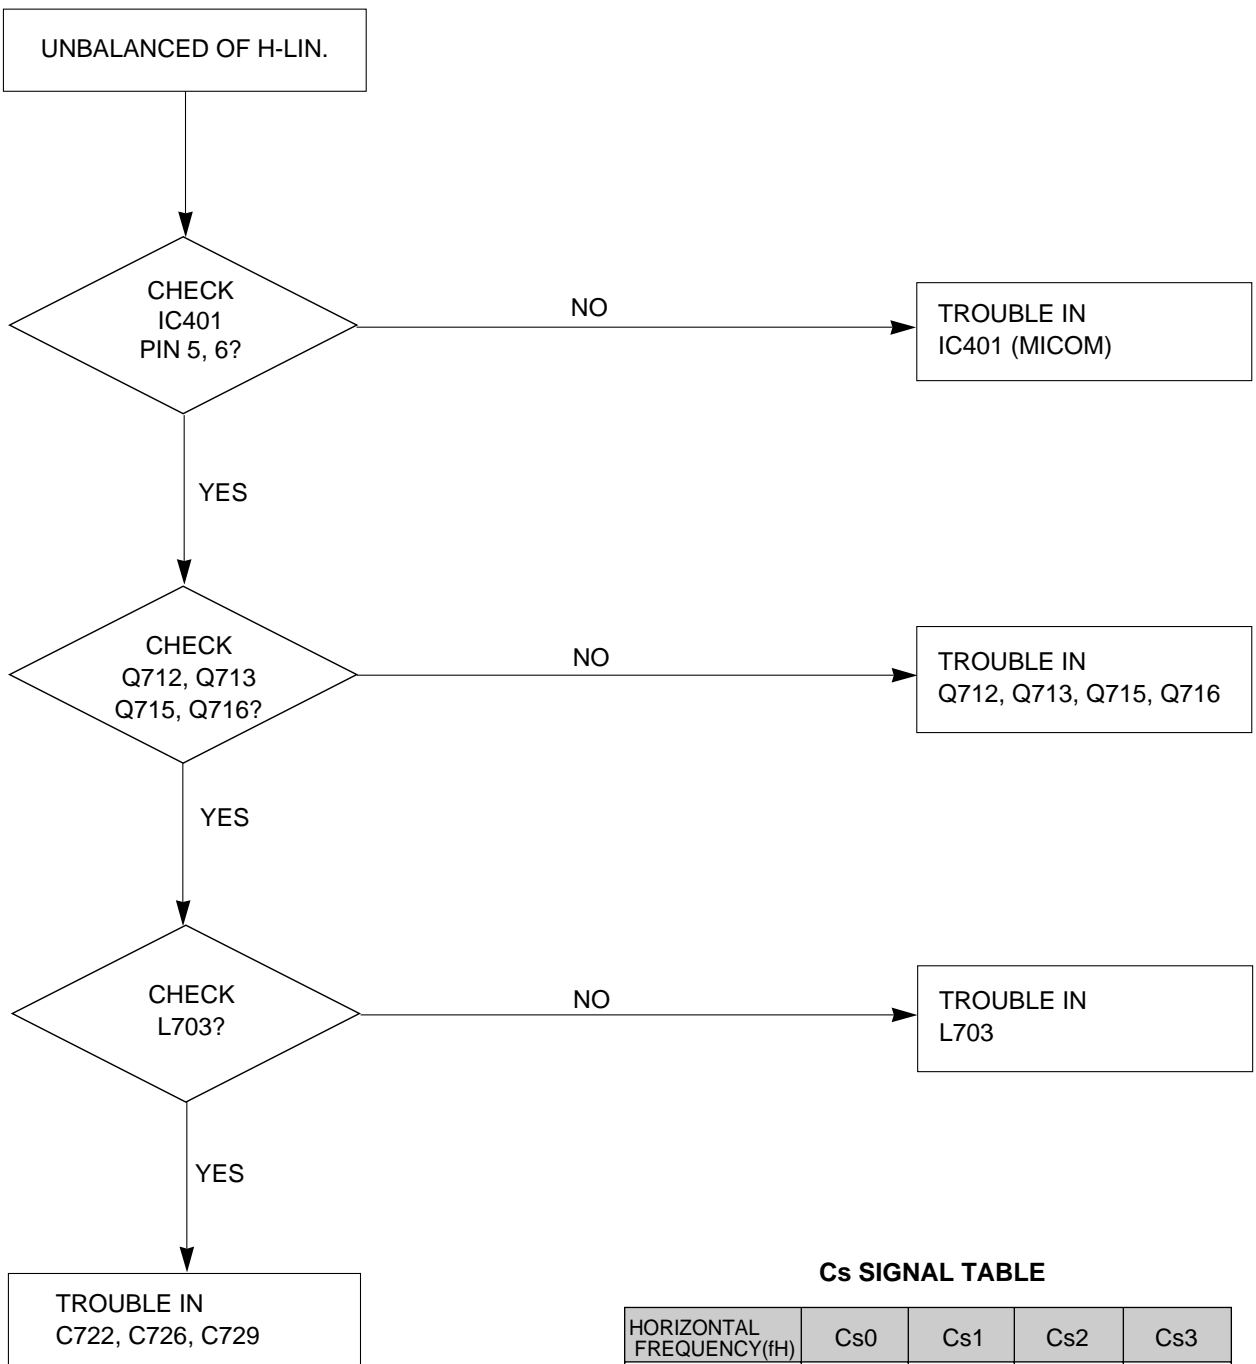 UNBALANCED OF H-LIN.
CHECK
IC401
PIN 5, 6?
NO
TROUBLE IN
IC401 (MICOM)
YES
CHECK
Q712, Q713
Q715, Q716?
NO
TROUBLE IN
Q712, Q713, Q715, Q716
YES
CHECK
L703?
NO
TROUBLE IN
L703
YES
TROUBLE IN
C722, C726, C729
Cs SIGNAL TABLE
HORIZONTAL
FREQUENCY(fH)
Cs0
Cs1
Cs2
Cs3